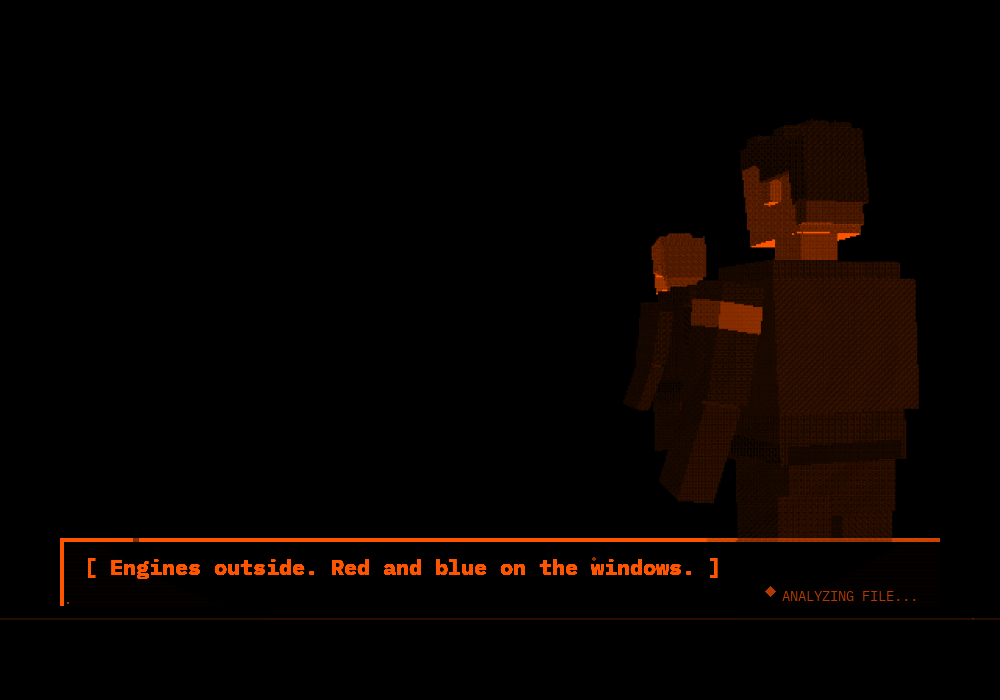 [ Engines outside. Red and blue on the windows. ]
◆ ANALYZING FILE...